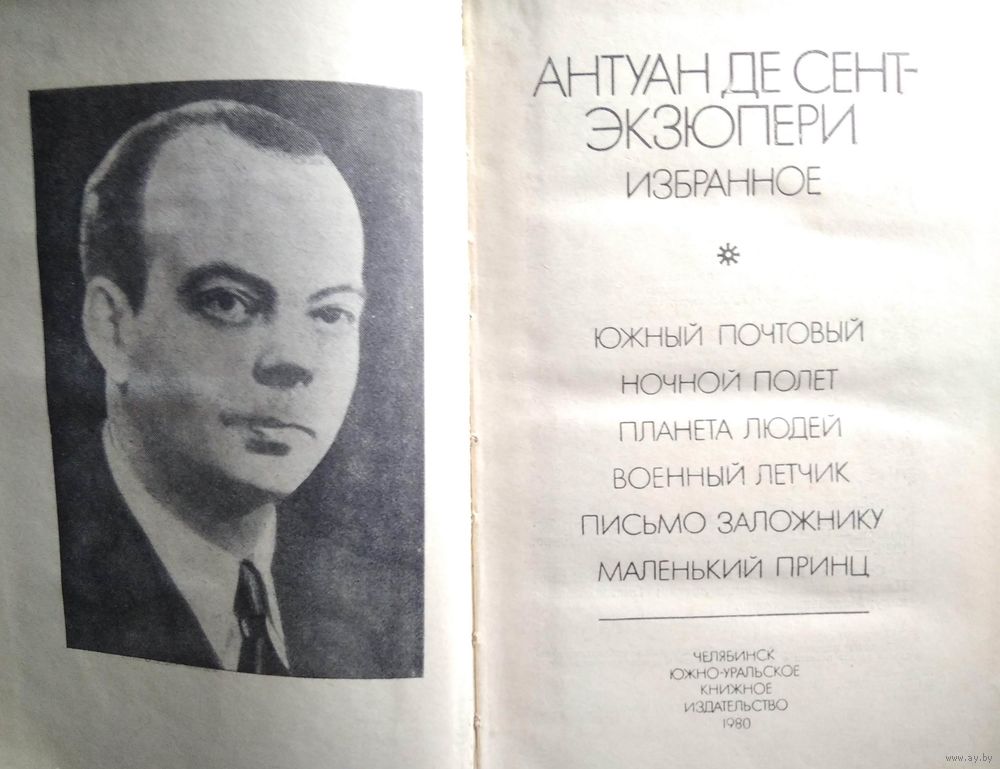 АНТУАН ДЕ СЕНТ-
ЭКЗЮПЕРИ
ИЗБРАННОЕ
ЮЖНЫЙ ПОЧТОВЫЙ
НОЧНОЙ ПОЛЕТ
ПЛАНЕТА ЛЮДЕЙ
ВОЕННЫЙ ЛЕТЧИК
ПИСЬМО ЗАЛОЖНИКУ
МАЛЕНЬКИЙ ПРИНЦ
ЧЕЛЯБИНСК
ЮЖНО-УРАЛЬСКОЕ
КНИЖНОЕ
ИЗДАТЕЛЬСТВО
1980
www.ay.by